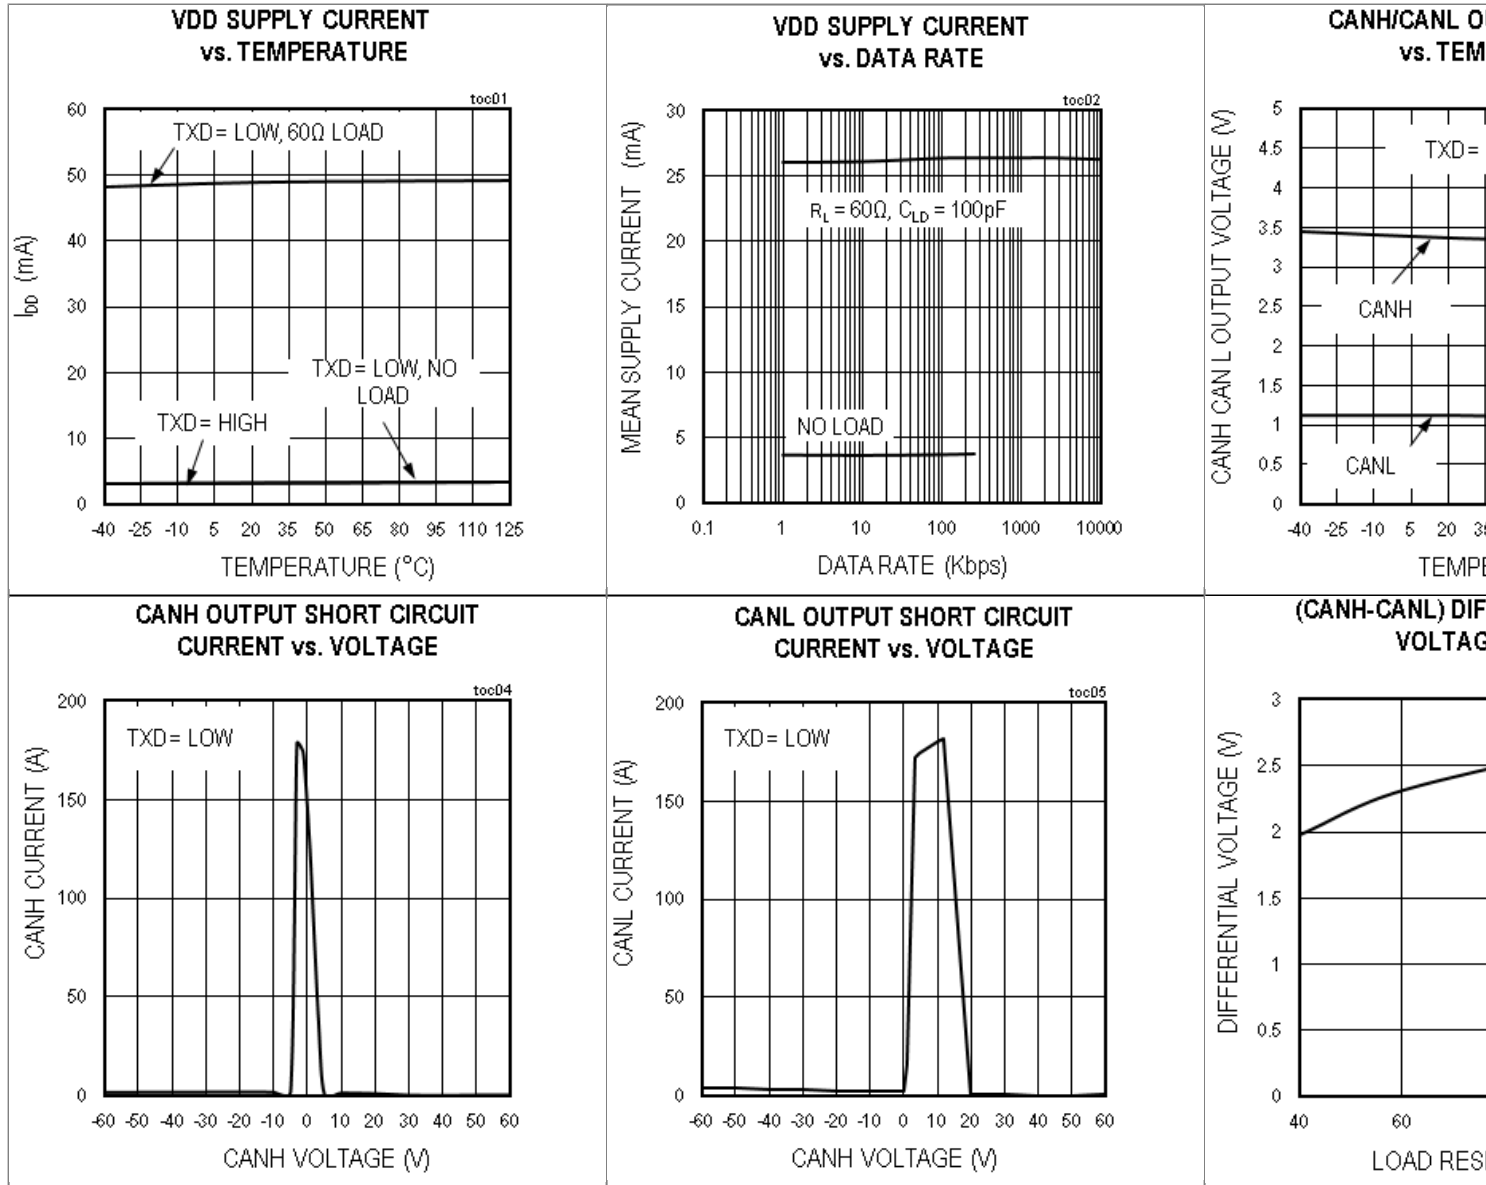 VDD SUPPLY CURRENT
vs. TEMPERATURE
toc01
60
50
40
30
20
10
0
I_DD (mA)
TXD = LOW, 60Ω LOAD
TXD = LOW, NO
LOAD
TXD = HIGH
-40 -25 -10 5 20 35 50 65 80 95 110 125
TEMPERATURE (°C)
VDD SUPPLY CURRENT
vs. DATA RATE
toc02
30
25
20
15
10
5
0
MEAN SUPPLY CURRENT (mA)
R_L = 60Ω, C_LD = 100pF
NO LOAD
0.1 1 10 100 1000 10000
DATA RATE (Kbps)
CANH/CANL OU
vs. TEM
5
4.5
4
3.5
3
2.5
2
1.5
1
0.5
0
CANH CAN L OUTPUT VOLTAGE (V)
TXD =
CANH
CANL
-40 -25 -10 5 20
TEMPE
CANH OUTPUT SHORT CIRCUIT
CURRENT vs. VOLTAGE
toc04
200
150
100
50
0
CANH CURRENT (A)
TXD = LOW
-60 -50 -40 -30 -20 -10 0 10 20 30 40 50 60
CANH VOLTAGE (V)
CANL OUTPUT SHORT CIRCUIT
CURRENT vs. VOLTAGE
toc05
200
150
100
50
0
CANL CURRENT (A)
TXD = LOW
-60 -50 -40 -30 -20 -10 0 10 20 30 40 50 60
CANH VOLTAGE (V)
(CANH-CANL) DIF
VOLTAG
3
2.5
2
1.5
1
0.5
0
DIFFERENTIAL VOLTAGE (V)
40 60
LOAD RES